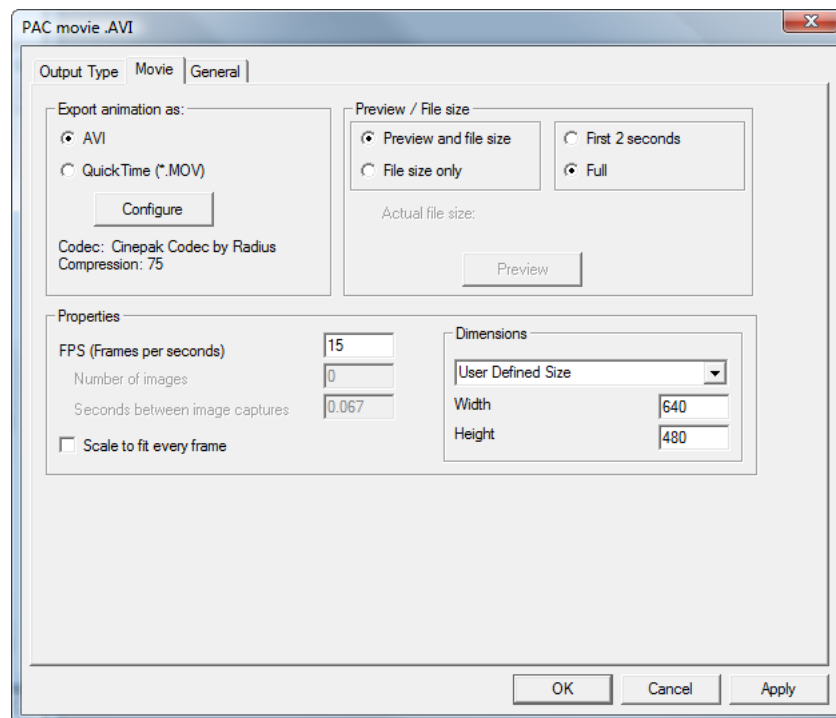 PAC movie .AVI
Output Type Movie General
Export animation as:
AVI
QuickTime (*.MOV)
Configure
Codec: Cinepak Codec by Radius
Compression: 75
Preview / File size
Preview and file size
File size only
First 2 seconds
Full
Actual file size:
Preview
Properties
FPS (Frames per seconds) 15
Number of images 0
Seconds between image captures 0.067
Scale to fit every frame
Dimensions
User Defined Size
Width 640
Height 480
OK Cancel Apply